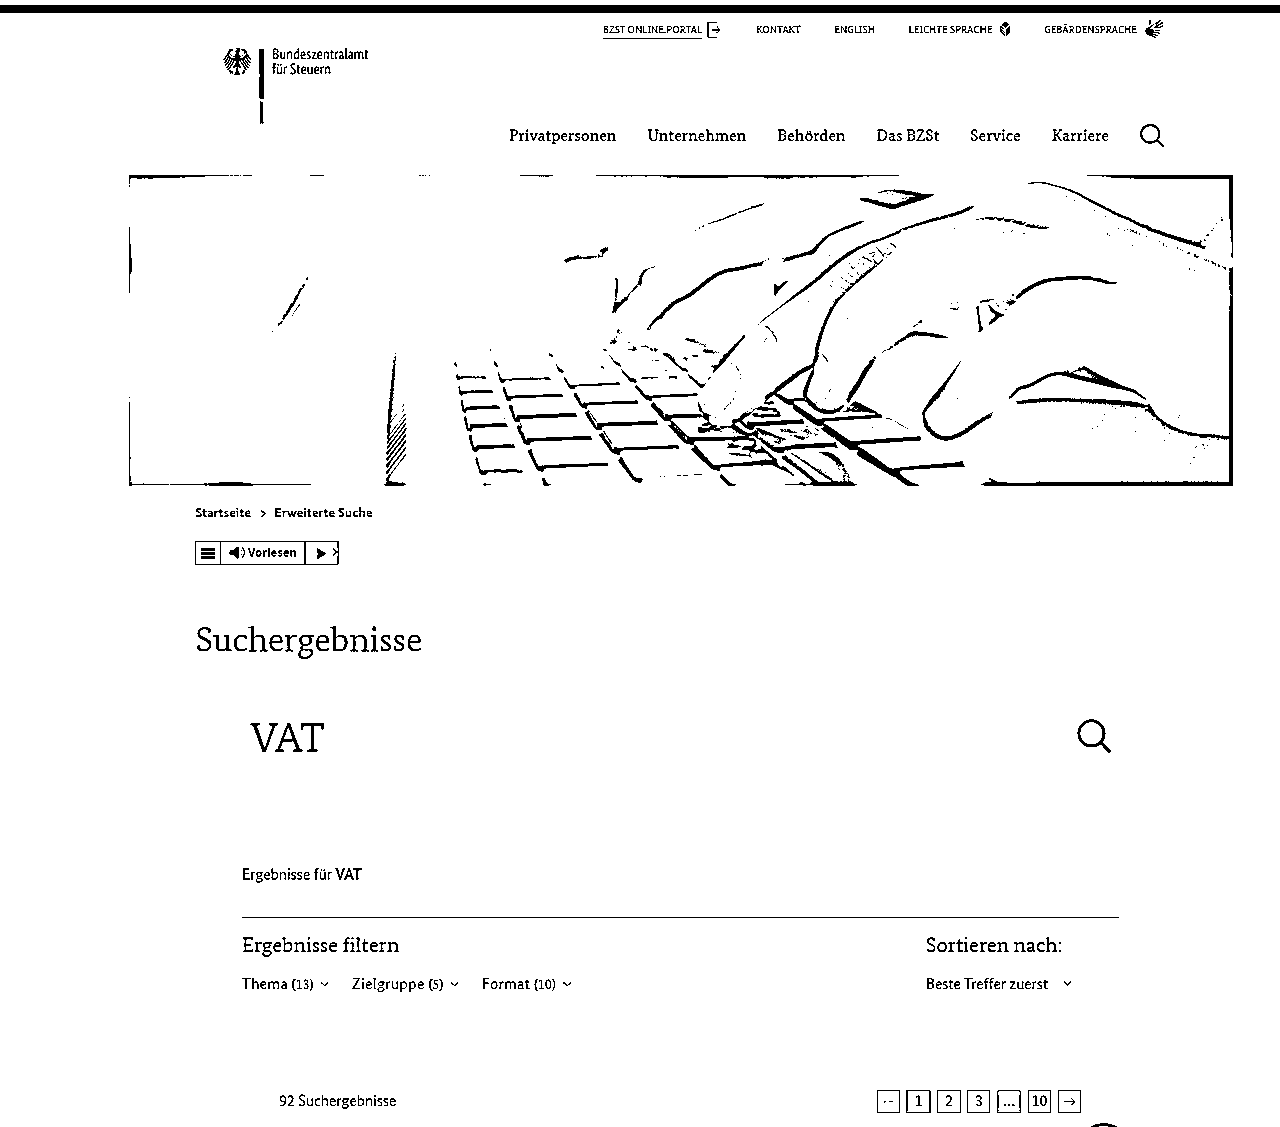 BZST ONLINE.PORTAL KONTAKT ENGLISH LEICHTE SPRACHE GEBÄRDENSPRACHE
Bundeszentralamt
für Steuern
Privatpersonen Unternehmen Behörden Das BZSt Service Karriere
Startseite > Erweiterte Suche
Vorlesen
Suchergebnisse
VAT
Ergebnisse für VAT
Ergebnisse filtern Sortieren nach:
Thema (13) Zielgruppe (5) Format (10) Beste Treffer zuerst
92 Suchergebnisse 1 2 3 ... 10 →